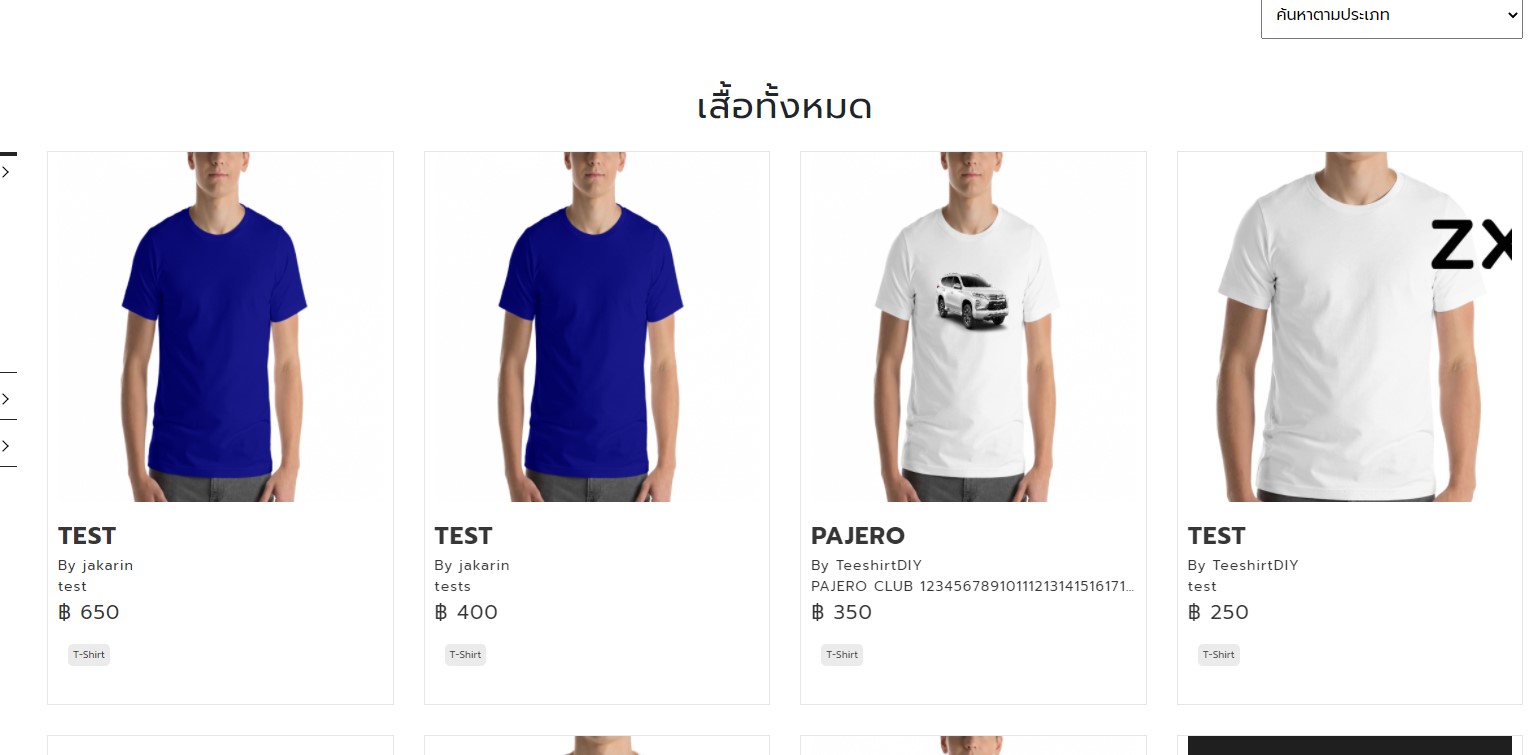 ค้นหาตามประเภท
เสื้อทั้งหมด
ZX
TEST
By jakarin
test
฿ 650
T-Shirt
TEST
By jakarin
tests
฿ 400
T-Shirt
PAJERO
By TeeshirtDIY
PAJERO CLUB 1234567891011121314151617 1...
฿ 350
T-Shirt
TEST
By TeeshirtDIY
test
฿ 250
T-Shirt